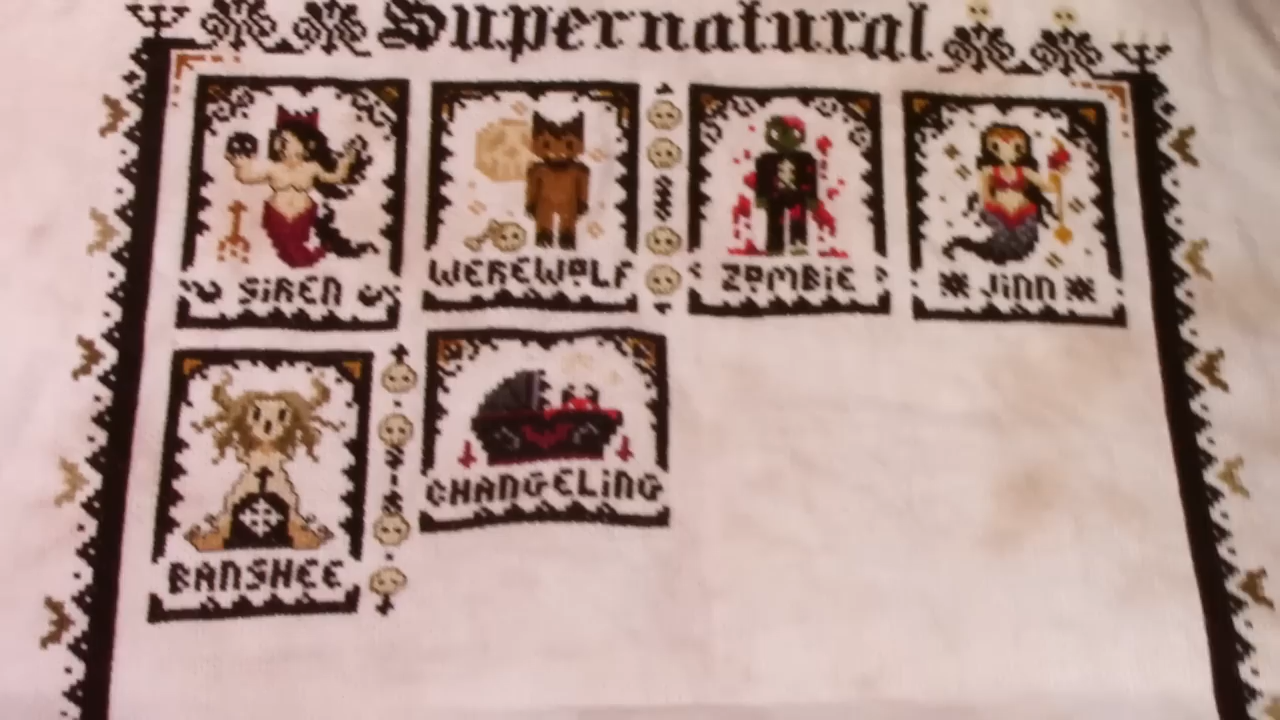 Supernatural
SiREN
WEREWOLF
ZOMBiE
JiNN
BANSHEE
CHANGELiNG